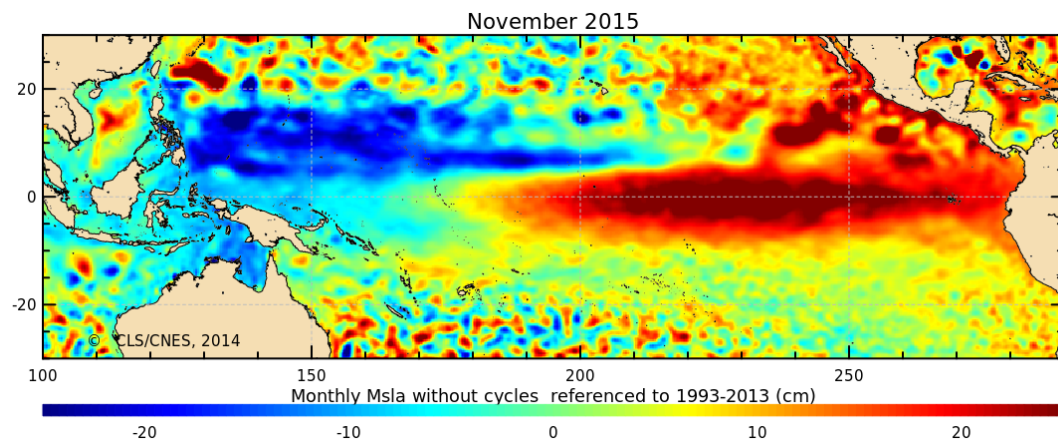 November 2015
20
0
-20
© CLS/CNES, 2014
100 150 200 250
Monthly Msla without cycles referenced to 1993-2013 (cm)
-20 -10 0 10 20